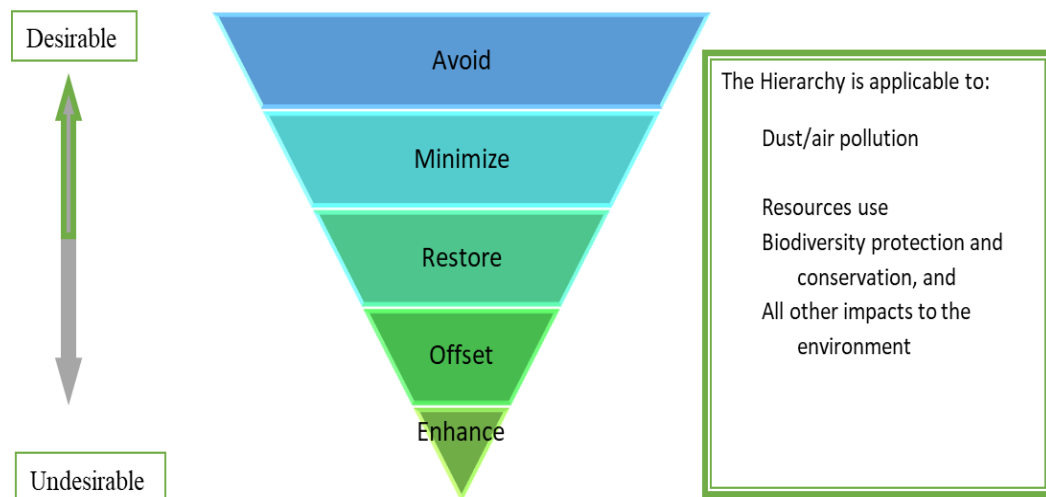 Desirable
Avoid
Minimize
Restore
Offset
Enhance
Undesirable
The Hierarchy is applicable to:
Dust/air pollution
Resources use
Biodiversity protection and
conservation, and
All other impacts to the
environment